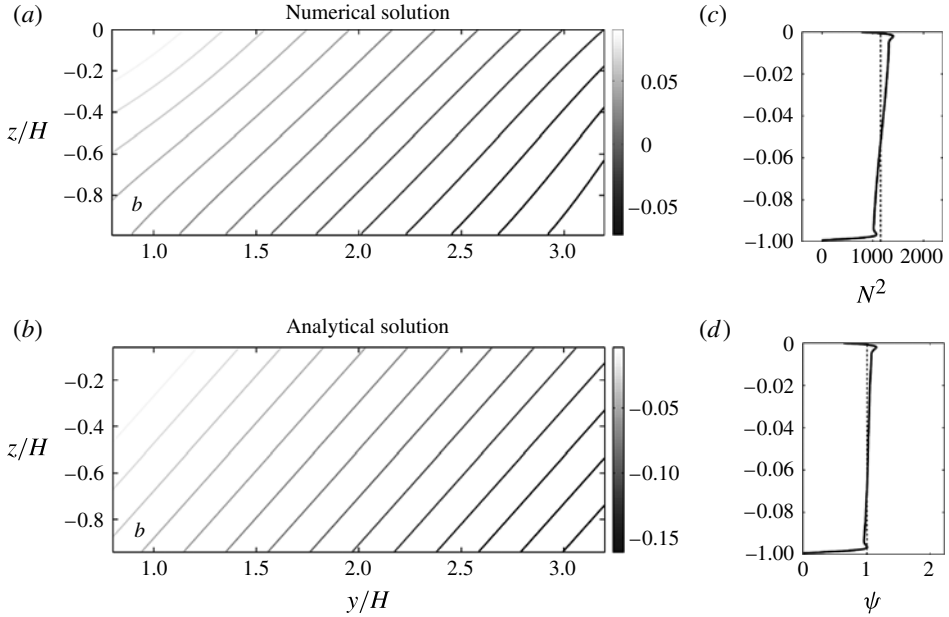 (a)
Numerical solution
0
−0.2
−0.4
−0.6
−0.8
z/H
b
1.0 1.5 2.0 2.5 3.0
0.05
0
−0.05
(c)
0
−0.02
−0.04
−0.06
−0.08
−1.00
0 1000 2000
N²
(b)
Analytical solution
−0.2
−0.4
−0.6
−0.8
z/H
b
1.0 1.5 2.0 2.5 3.0
y/H
−0.05
−0.10
−0.15
(d)
0
−0.02
−0.04
−0.06
−0.08
−1.00
0 1 2
ψ